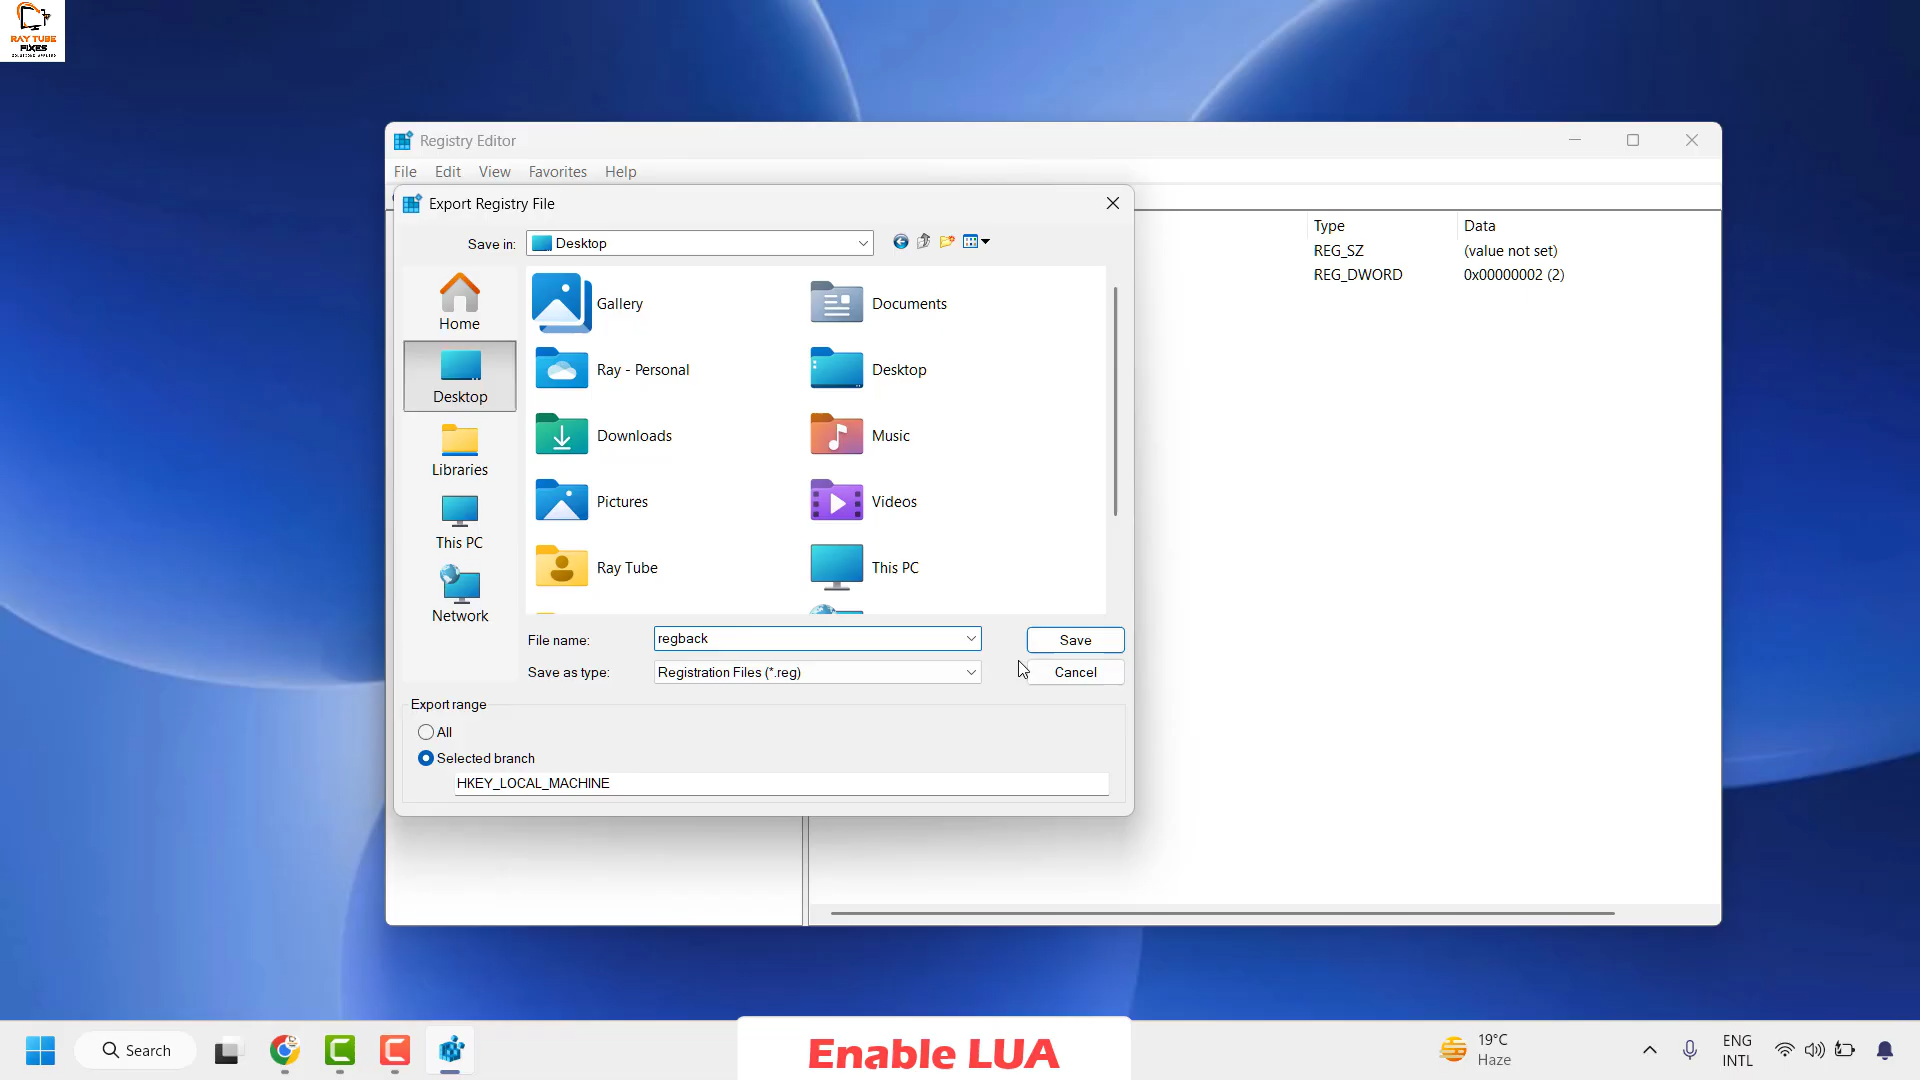 RAY TUBE
FIXES
SOLUTIONS APPLIED
Registry Editor
File Edit View Favorites Help
Export Registry File
Save in: Desktop
Type Data
REG_SZ (value not set)
REG_DWORD 0x00000002 (2)
Home
Desktop
Libraries
This PC
Network
Gallery Documents
Ray - Personal Desktop
Downloads Music
Pictures Videos
Ray Tube This PC
File name: regback Save
Save as type: Registration Files (*.reg) Cancel
Export range
All
Selected branch
HKEY_LOCAL_MACHINE
Search
Enable LUA
19°C
Haze
ENG
INTL